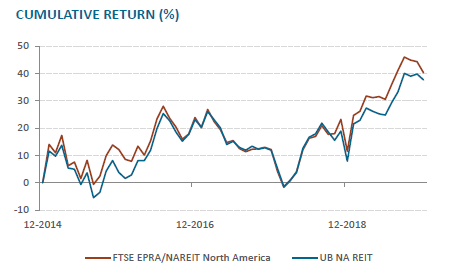 CUMULATIVE RETURN (%)
50
40
30
20
10
0
-10
12-2014 12-2016 12-2018
FTSE EPRA/NAREIT North America UB NA REIT